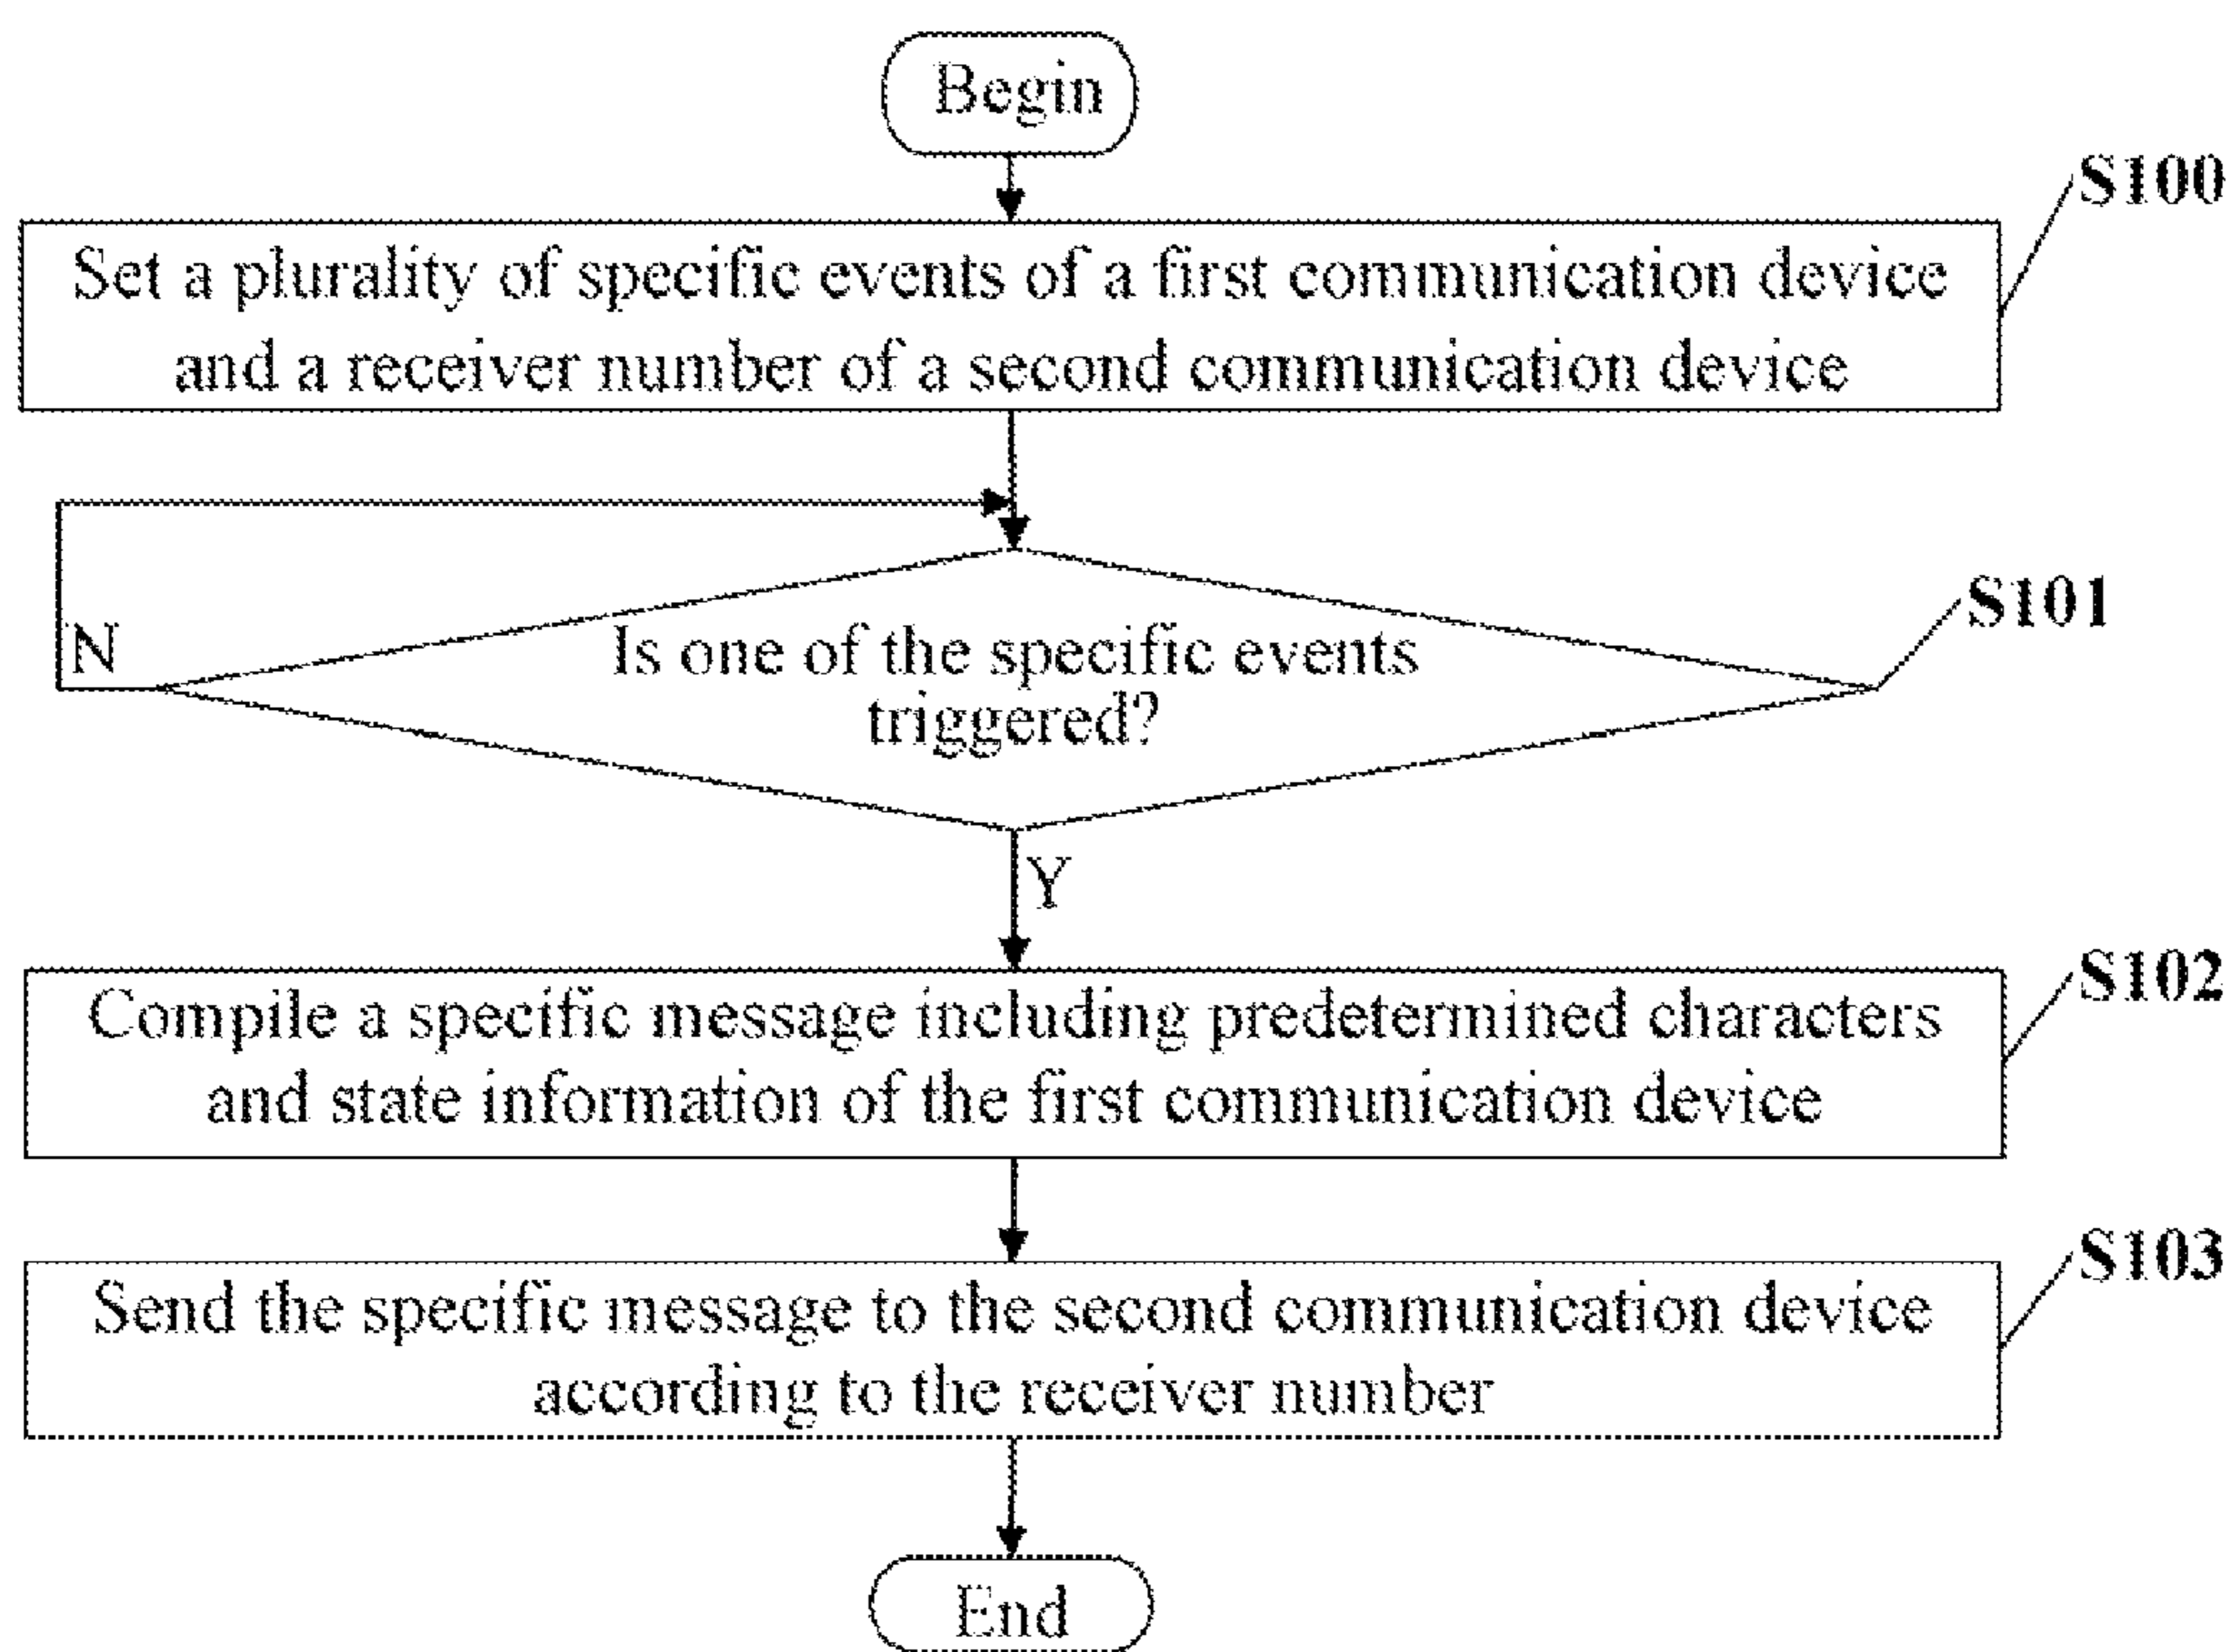 Begin
S100
Set a plurality of specific events of a first communication device
and a receiver number of a second communication device
S101
N
Is one of the specific events
triggered?
Y
S102
Compile a specific message including predetermined characters
and state information of the first communication device
S103
Send the specific message to the second communication device
according to the receiver number
End